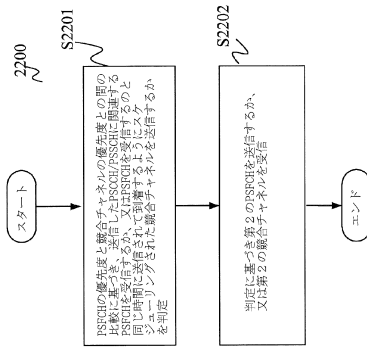 2200
スタート
S2201
PSFCHの優先度と競合チャネルの優先度との間の
比較に基づき、送信したPSCCH/PSSCHに関連する
PSFCHを受信するか、又はPSFCHを受信するのと
同じ時間に送信されて到着するようにスケ
ジューリングされた競合チャネルを送信するか
を判定
S2202
判定に基づき第2のPSFCHを送信するか、
又は第2の競合チャネルを受信
エンド